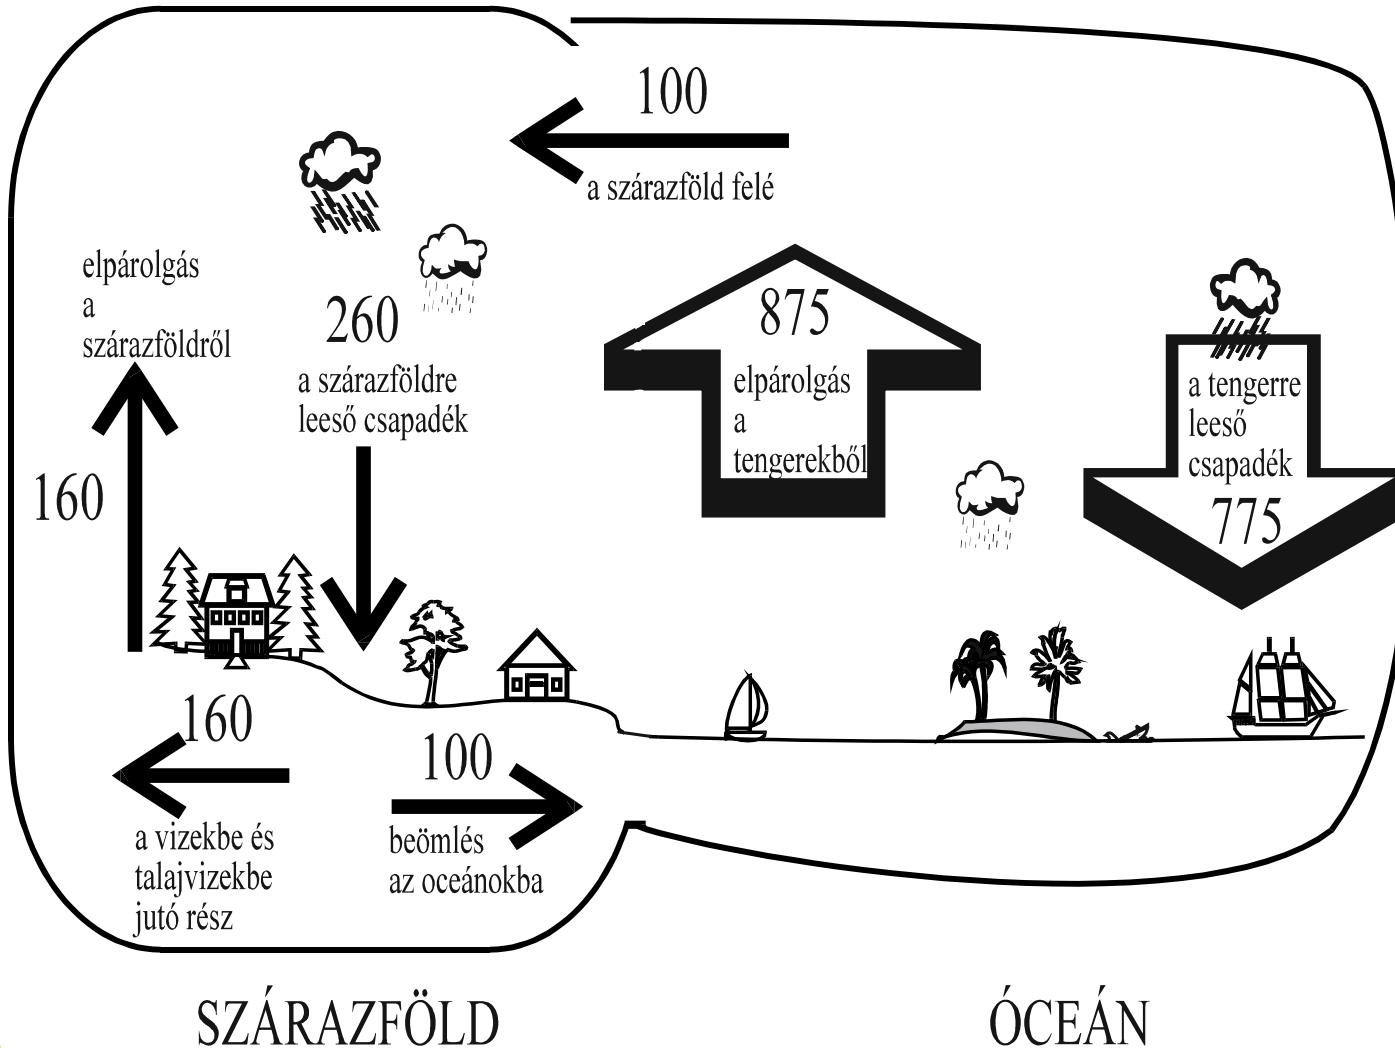 100
a szárazföld felé
elpárolgás
a
szárazföldről
260
a szárazföldre
leeső csapadék
875
elpárolgás
a
tengerekből
a tengerre
leeső
csapadék
775
160
160
a vizekbe és
talajvizekbe
jutó rész
100
beömlés
az oceánokba
SZÁRAZFÖLD
ÓCEÁN